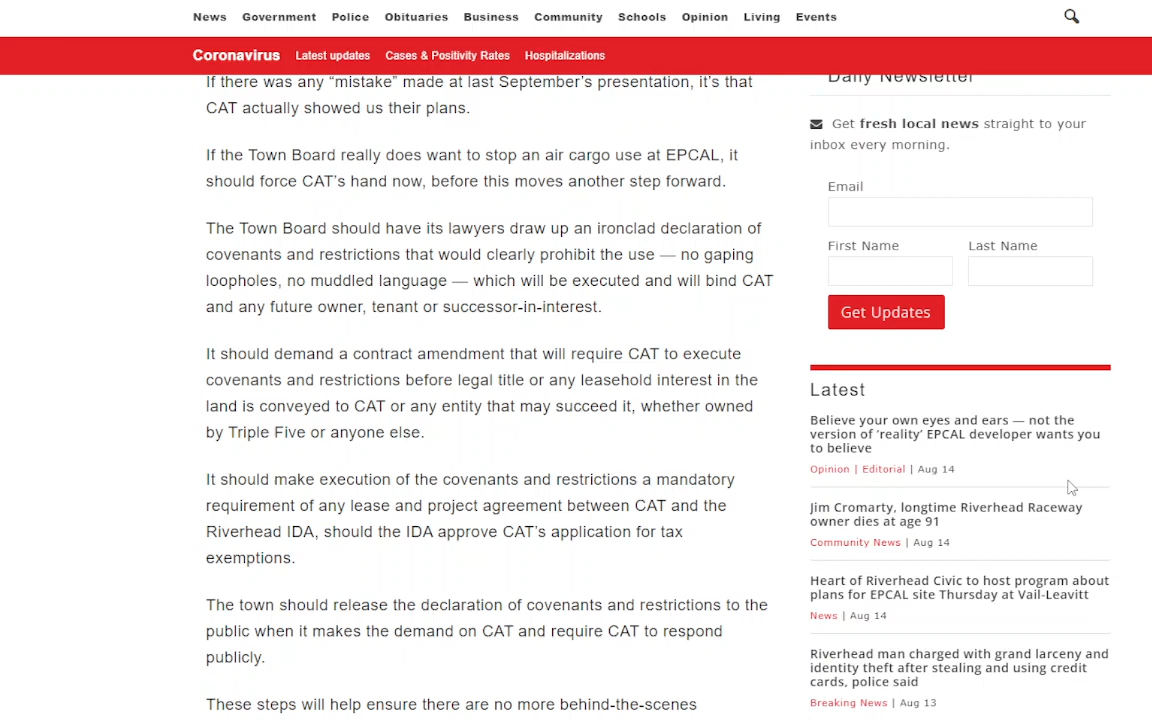 News Government Police Obituaries Business Community Schools Opinion Living Events
Coronavirus Latest updates Cases & Positivity Rates Hospitalizations
If there was any “mistake” made at last September’s presentation, it’s that
CAT actually showed us their plans.
If the Town Board really does want to stop an air cargo use at EPCAL, it
should force CAT’s hand now, before this moves another step forward.
The Town Board should have its lawyers draw up an ironclad declaration of
covenants and restrictions that would clearly prohibit the use — no gaping
loopholes, no muddled language — which will be executed and will bind CAT
and any future owner, tenant or successor-in-interest.
It should demand a contract amendment that will require CAT to execute
covenants and restrictions before legal title or any leasehold interest in the
land is conveyed to CAT or any entity that may succeed it, whether owned
by Triple Five or anyone else.
It should make execution of the covenants and restrictions a mandatory
requirement of any lease and project agreement between CAT and the
Riverhead IDA, should the IDA approve CAT’s application for tax
exemptions.
The town should release the declaration of covenants and restrictions to the
public when it makes the demand on CAT and require CAT to respond
publicly.
These steps will help ensure there are no more behind-the-scenes
Daily Newsletter
Get fresh local news straight to your
inbox every morning.
Email
First Name Last Name
Get Updates
Latest
Believe your own eyes and ears — not the
version of ‘reality’ EPCAL developer wants you
to believe
Opinion | Editorial | Aug 14
Jim Cromarty, longtime Riverhead Raceway
owner dies at age 91
Community News | Aug 14
Heart of Riverhead Civic to host program about
plans for EPCAL site Thursday at Vail-Leavitt
News | Aug 14
Riverhead man charged with grand larceny and
identity theft after stealing and using credit
cards, police said
Breaking News | Aug 13